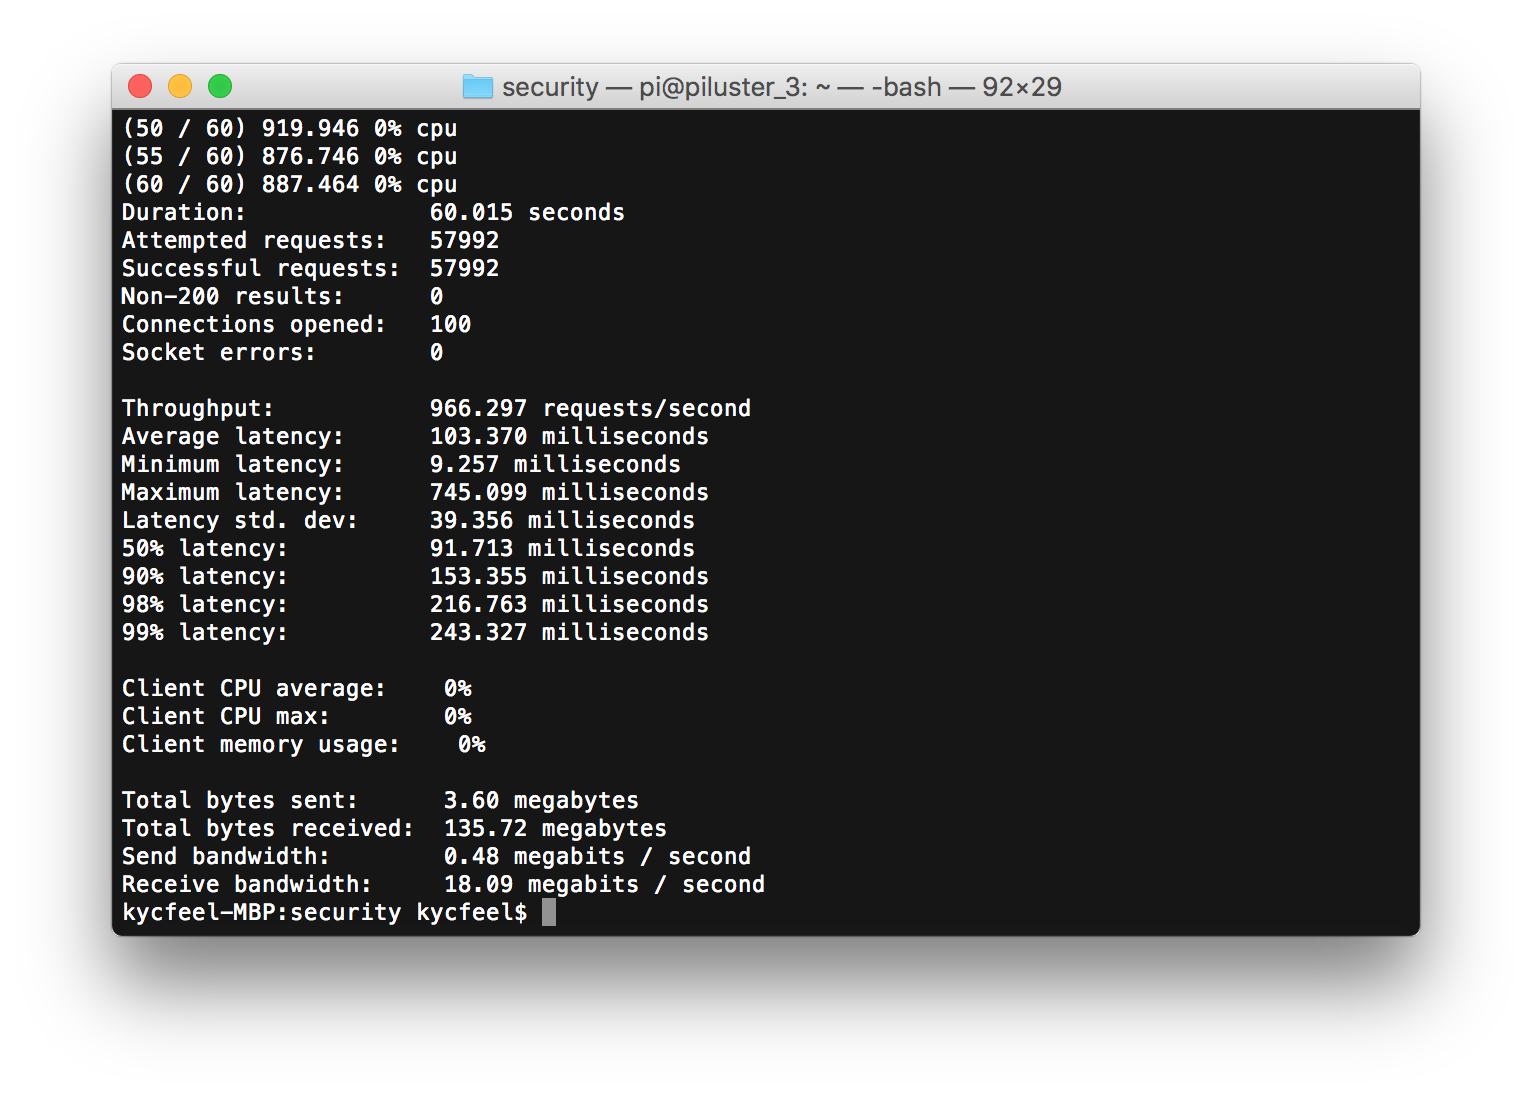 security — pi@piluster_3: ~ — -bash — 92×29
(50 / 60) 919.946 0% cpu
(55 / 60) 876.746 0% cpu
(60 / 60) 887.464 0% cpu
Duration: 60.015 seconds
Attempted requests: 57992
Successful requests: 57992
Non-200 results: 0
Connections opened: 100
Socket errors: 0
Throughput: 966.297 requests/second
Average latency: 103.370 milliseconds
Minimum latency: 9.257 milliseconds
Maximum latency: 745.099 milliseconds
Latency std. dev: 39.356 milliseconds
50% latency: 91.713 milliseconds
90% latency: 153.355 milliseconds
98% latency: 216.763 milliseconds
99% latency: 243.327 milliseconds
Client CPU average: 0%
Client CPU max: 0%
Client memory usage: 0%
Total bytes sent: 3.60 megabytes
Total bytes received: 135.72 megabytes
Send bandwidth: 0.48 megabits / second
Receive bandwidth: 18.09 megabits / second
kycfeel-MBP:security kycfeel$